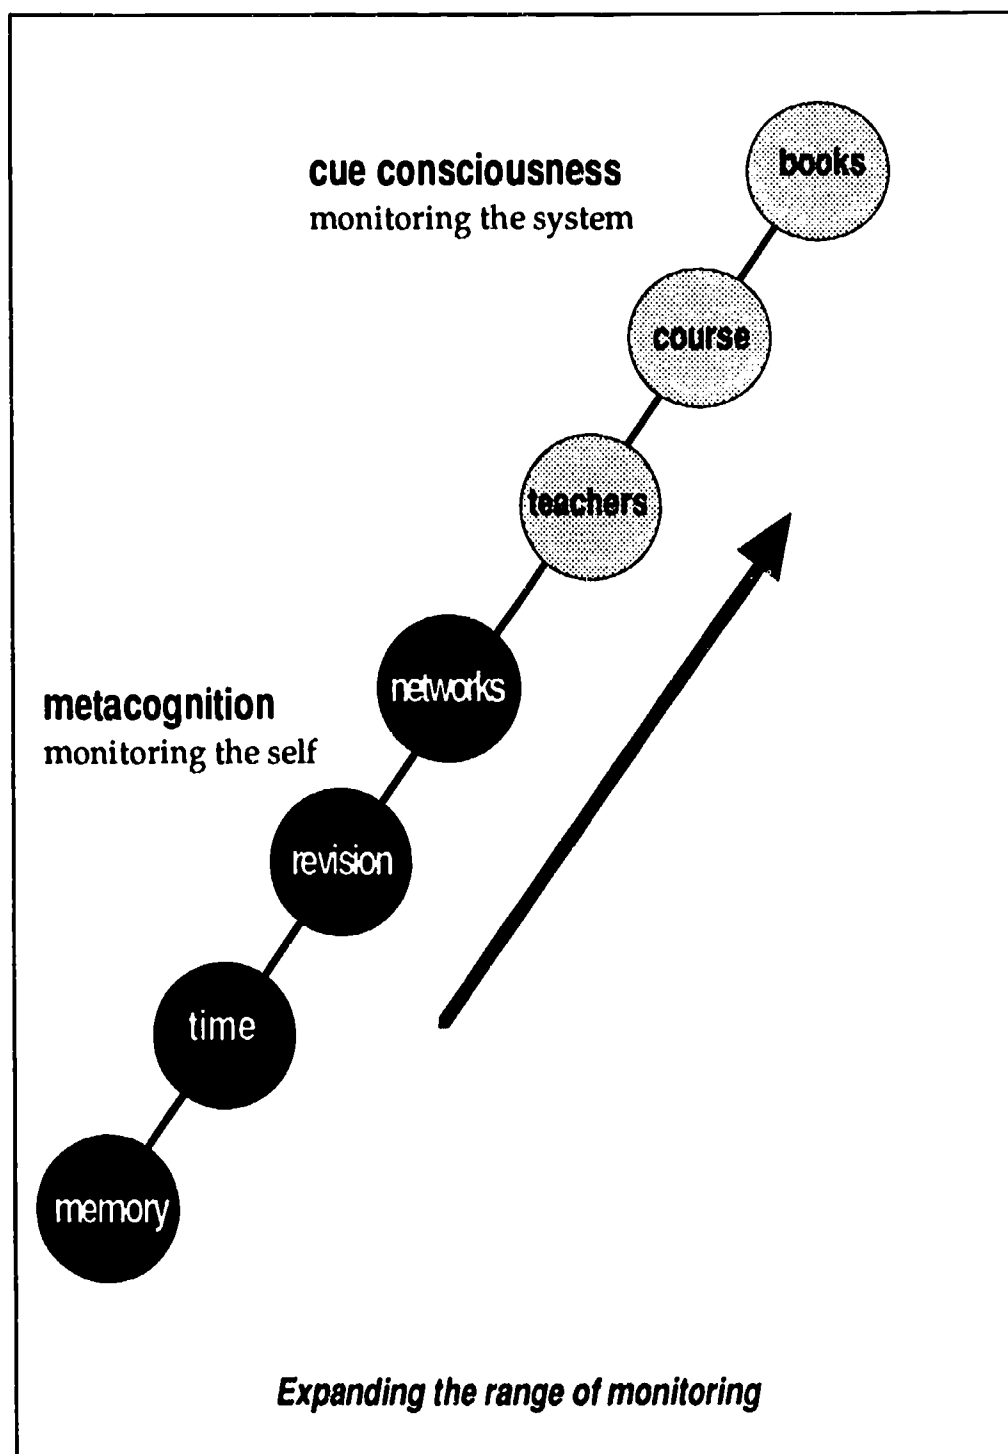 books
cue consciousness
monitoring the system
course
teachers
networks
metacognition
monitoring the self
revision
time
memory
Expanding the range of monitoring